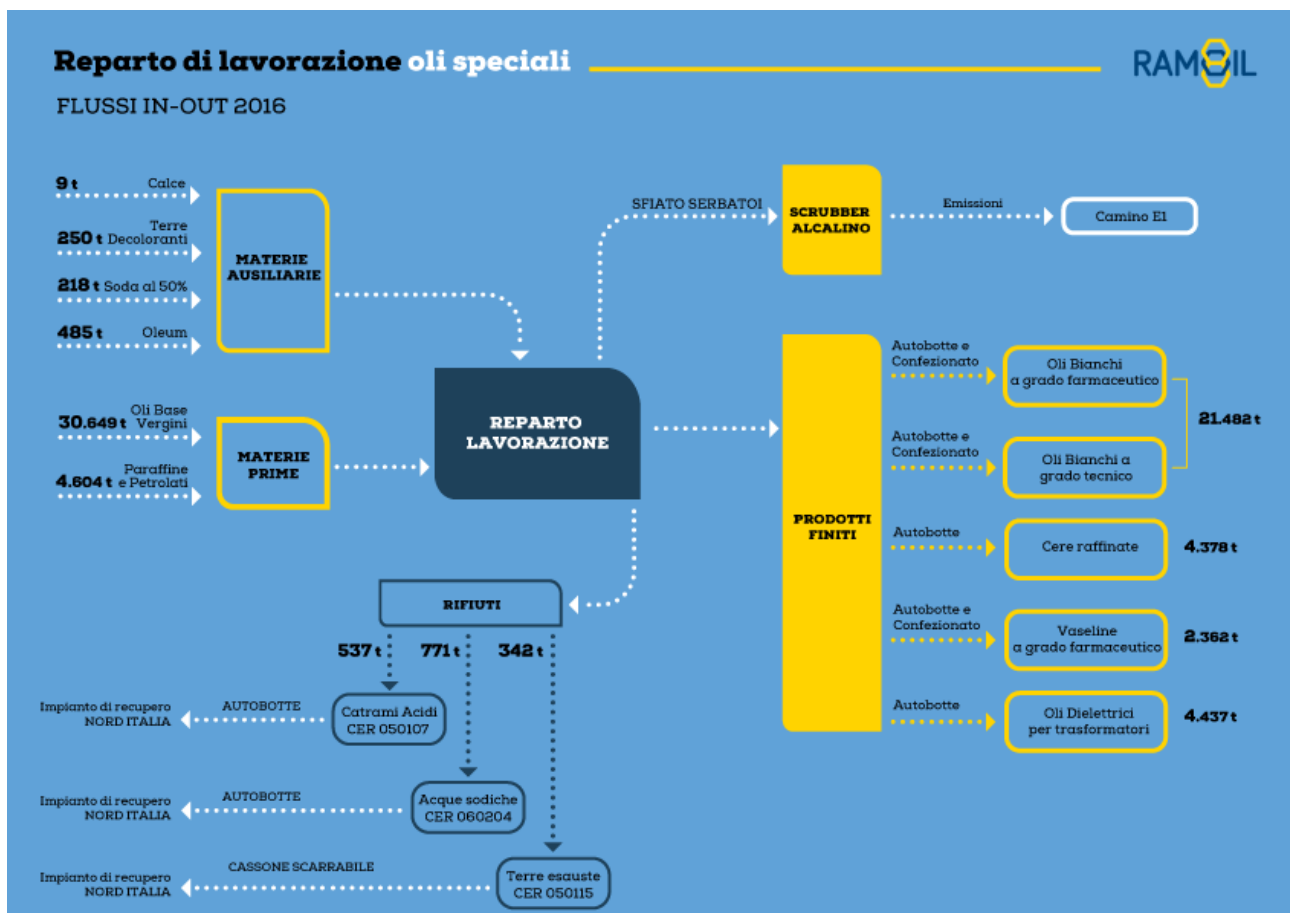 Reparto di lavorazione oli speciali
RAMOIL
FLUSSI IN-OUT 2016
9 t Calce
Terre
250 t Decoloranti
218 t Soda al 50%
485 t Oleum
MATERIE
AUSILIARIE
Oli Base
30.649 t Vergini
Paraffine
4.604 t e Petrolati
MATERIE
PRIME
REPARTO
LAVORAZIONE
SFIATO SERBATOI
SCRUBBER
ALCALINO
Emissioni
Camino E1
PRODOTTI
FINITI
Autobotte e
Confezionato
Oli Bianchi
a grado farmaceutico
Autobotte e
Confezionato
Oli Bianchi a
grado tecnico
21.482 t
Autobotte
Cere raffinate
4.378 t
Autobotte e
Confezionato
Vaseline
a grado farmaceutico
2.362 t
Autobotte
Oli Dielettrici
per trasformatori
4.437 t
RIFIUTI
537 t 771 t 342 t
Catrami Acidi
CER 050107
AUTOBOTTE
Impianto di recupero
NORD ITALIA
Acque sodiche
CER 060204
AUTOBOTTE
Impianto di recupero
NORD ITALIA
Terre esauste
CER 050115
CASSONE SCARRABILE
Impianto di recupero
NORD ITALIA